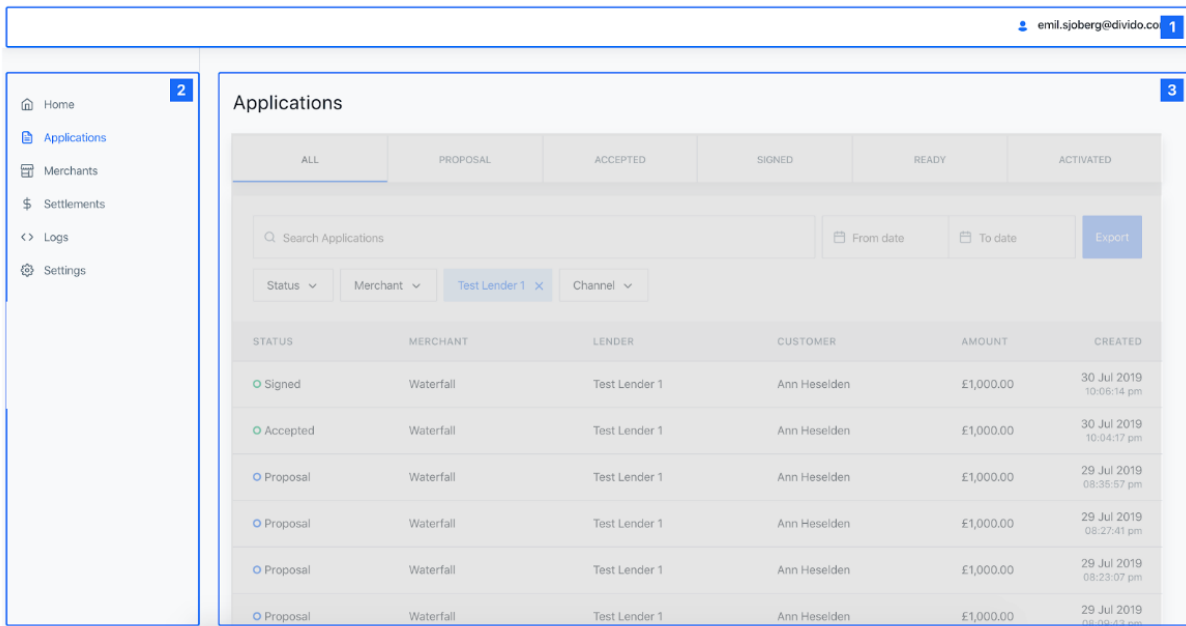 emil.sjoberg@divido.co
1
2
Home
Applications
Merchants
Settlements
Logs
Settings
3
Applications
ALL PROPOSAL ACCEPTED SIGNED READY ACTIVATED
Search Applications From date To date Export
Status Merchant Test Lender 1 Channel
STATUS MERCHANT LENDER CUSTOMER AMOUNT CREATED
Signed Waterfall Test Lender 1 Ann Heselden £1,000.00 30 Jul 2019
10:06:14 pm
Accepted Waterfall Test Lender 1 Ann Heselden £1,000.00 30 Jul 2019
10:04:17 pm
Proposal Waterfall Test Lender 1 Ann Heselden £1,000.00 29 Jul 2019
08:35:57 pm
Proposal Waterfall Test Lender 1 Ann Heselden £1,000.00 29 Jul 2019
08:27:41 pm
Proposal Waterfall Test Lender 1 Ann Heselden £1,000.00 29 Jul 2019
08:23:07 pm
Proposal Waterfall Test Lender 1 Ann Heselden £1,000.00 29 Jul 2019